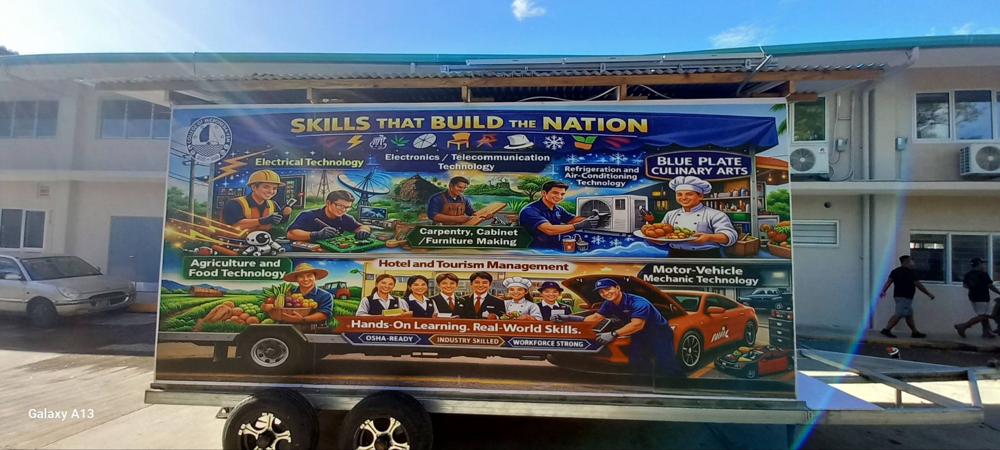 COLLEGE OF MICRONESIA-FSM
SKILLS THAT BUILD THE NATION
Electrical Technology
Electronics / Telecommunication
Technology
Refrigeration and
Air-Conditioning
Technology
BLUE PLATE
CULINARY ARTS
Carpentry, Cabinet
/Furniture Making
Agriculture and
Food Technology
Hotel and Tourism Management
Motor-Vehicle
Mechanic Technology
Hands-On Learning. Real-World Skills.
OSHA-READY
INDUSTRY SKILLED
WORKFORCE STRONG
Galaxy A13